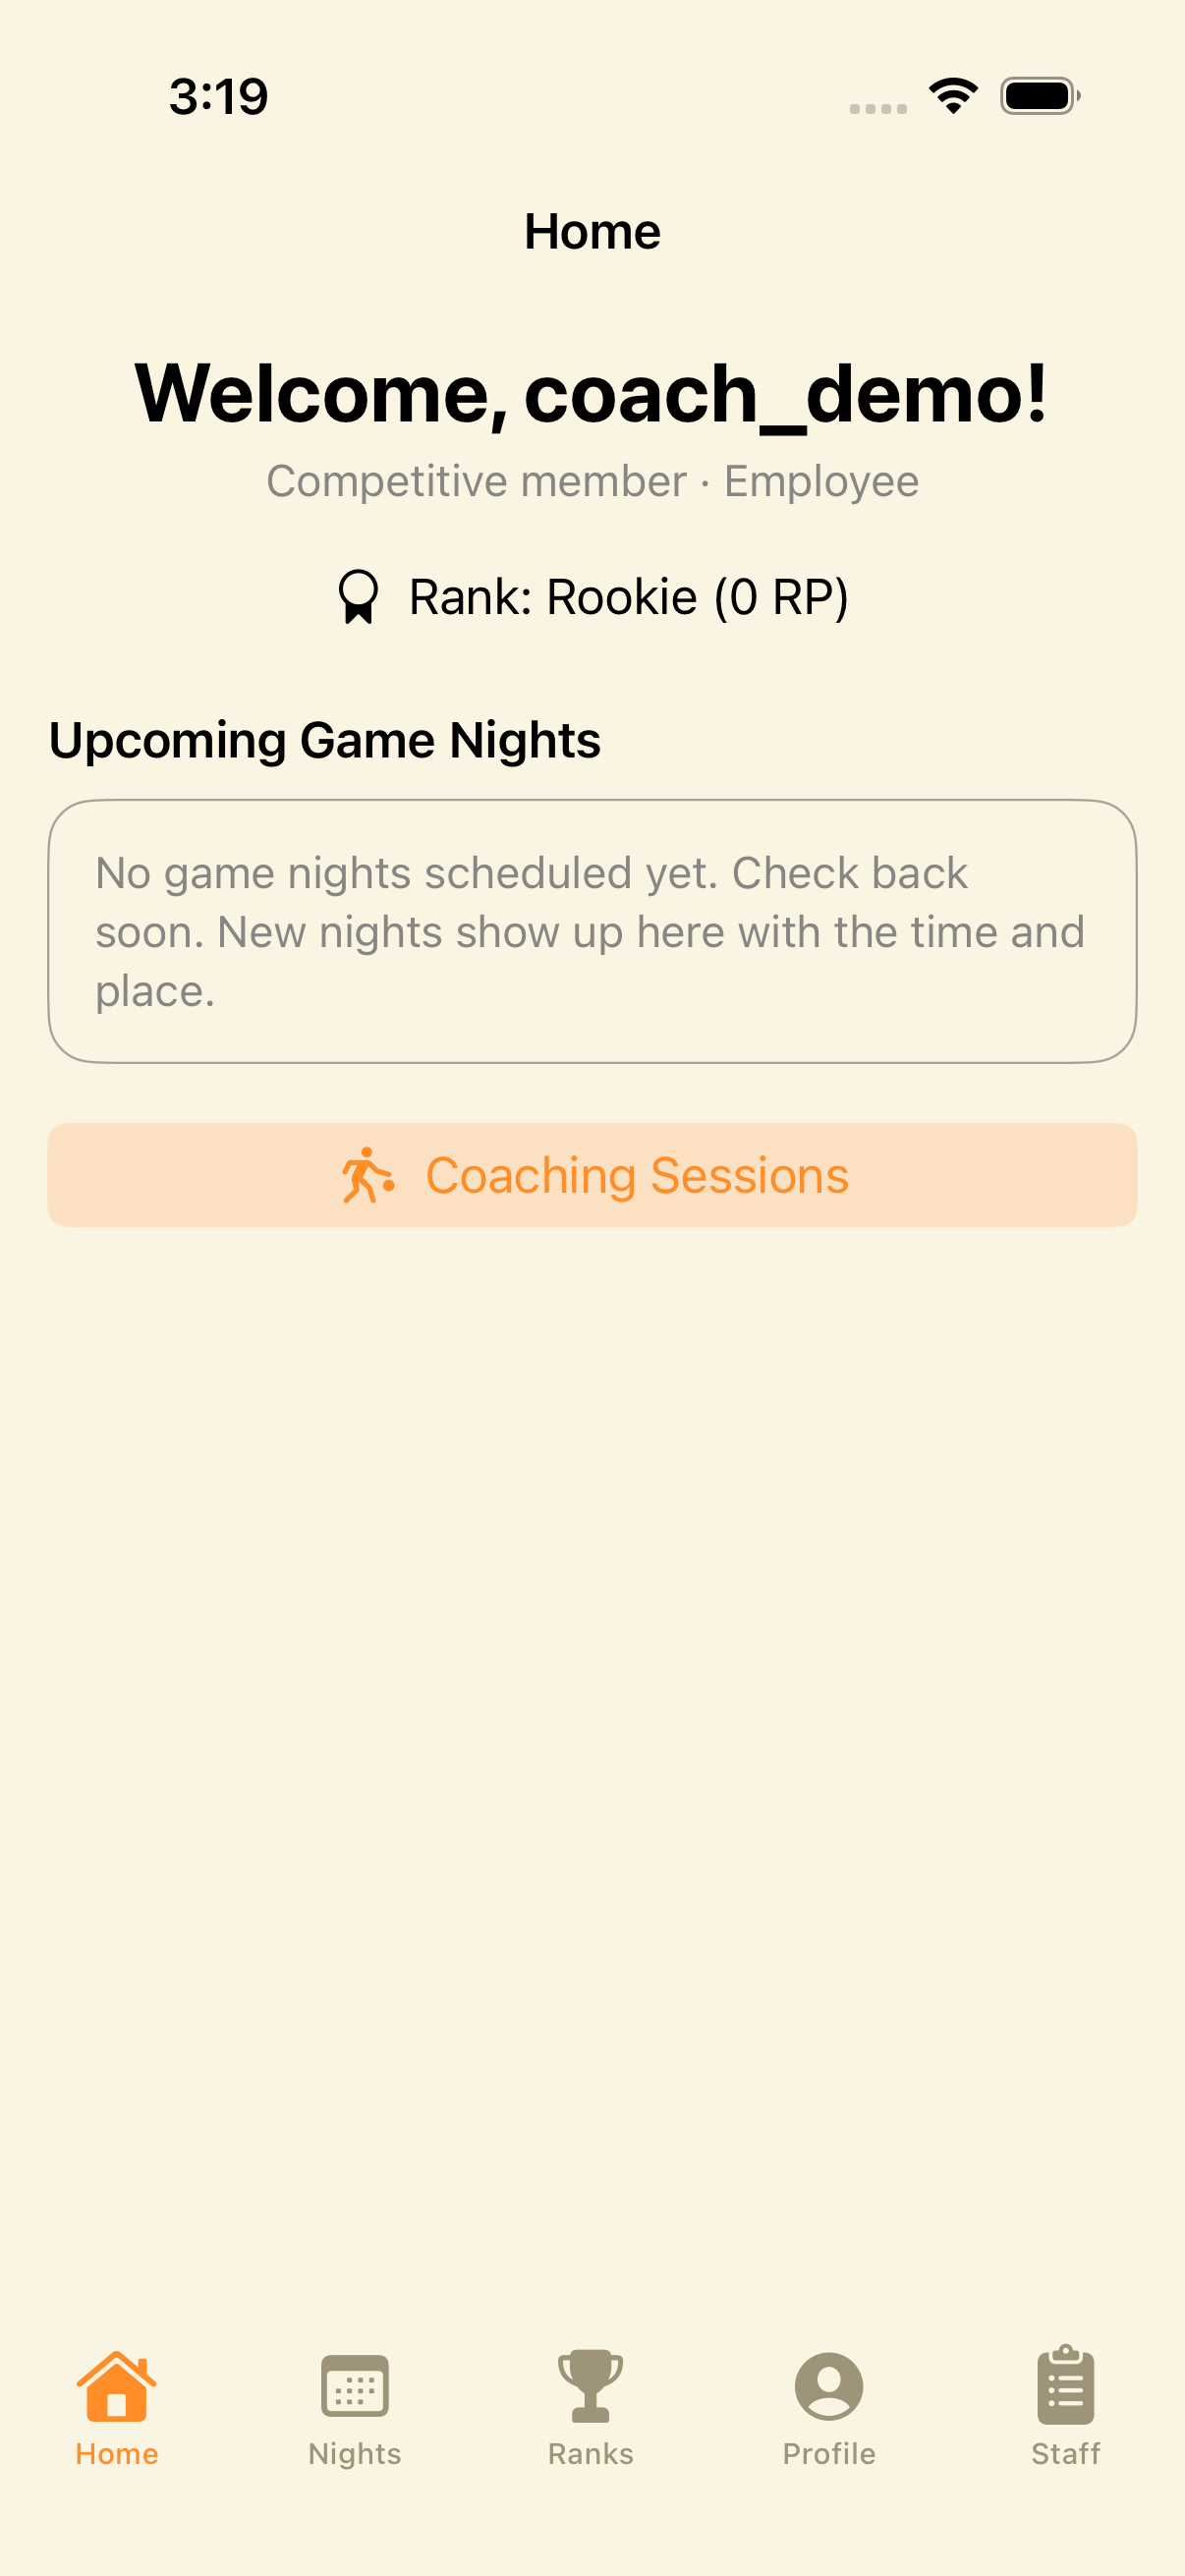 3:19
Home
Welcome, coach_demo!
Competitive member · Employee
Rank: Rookie (0 RP)
Upcoming Game Nights
No game nights scheduled yet. Check back
soon. New nights show up here with the time and
place.
Coaching Sessions
Home
Nights
Ranks
Profile
Staff